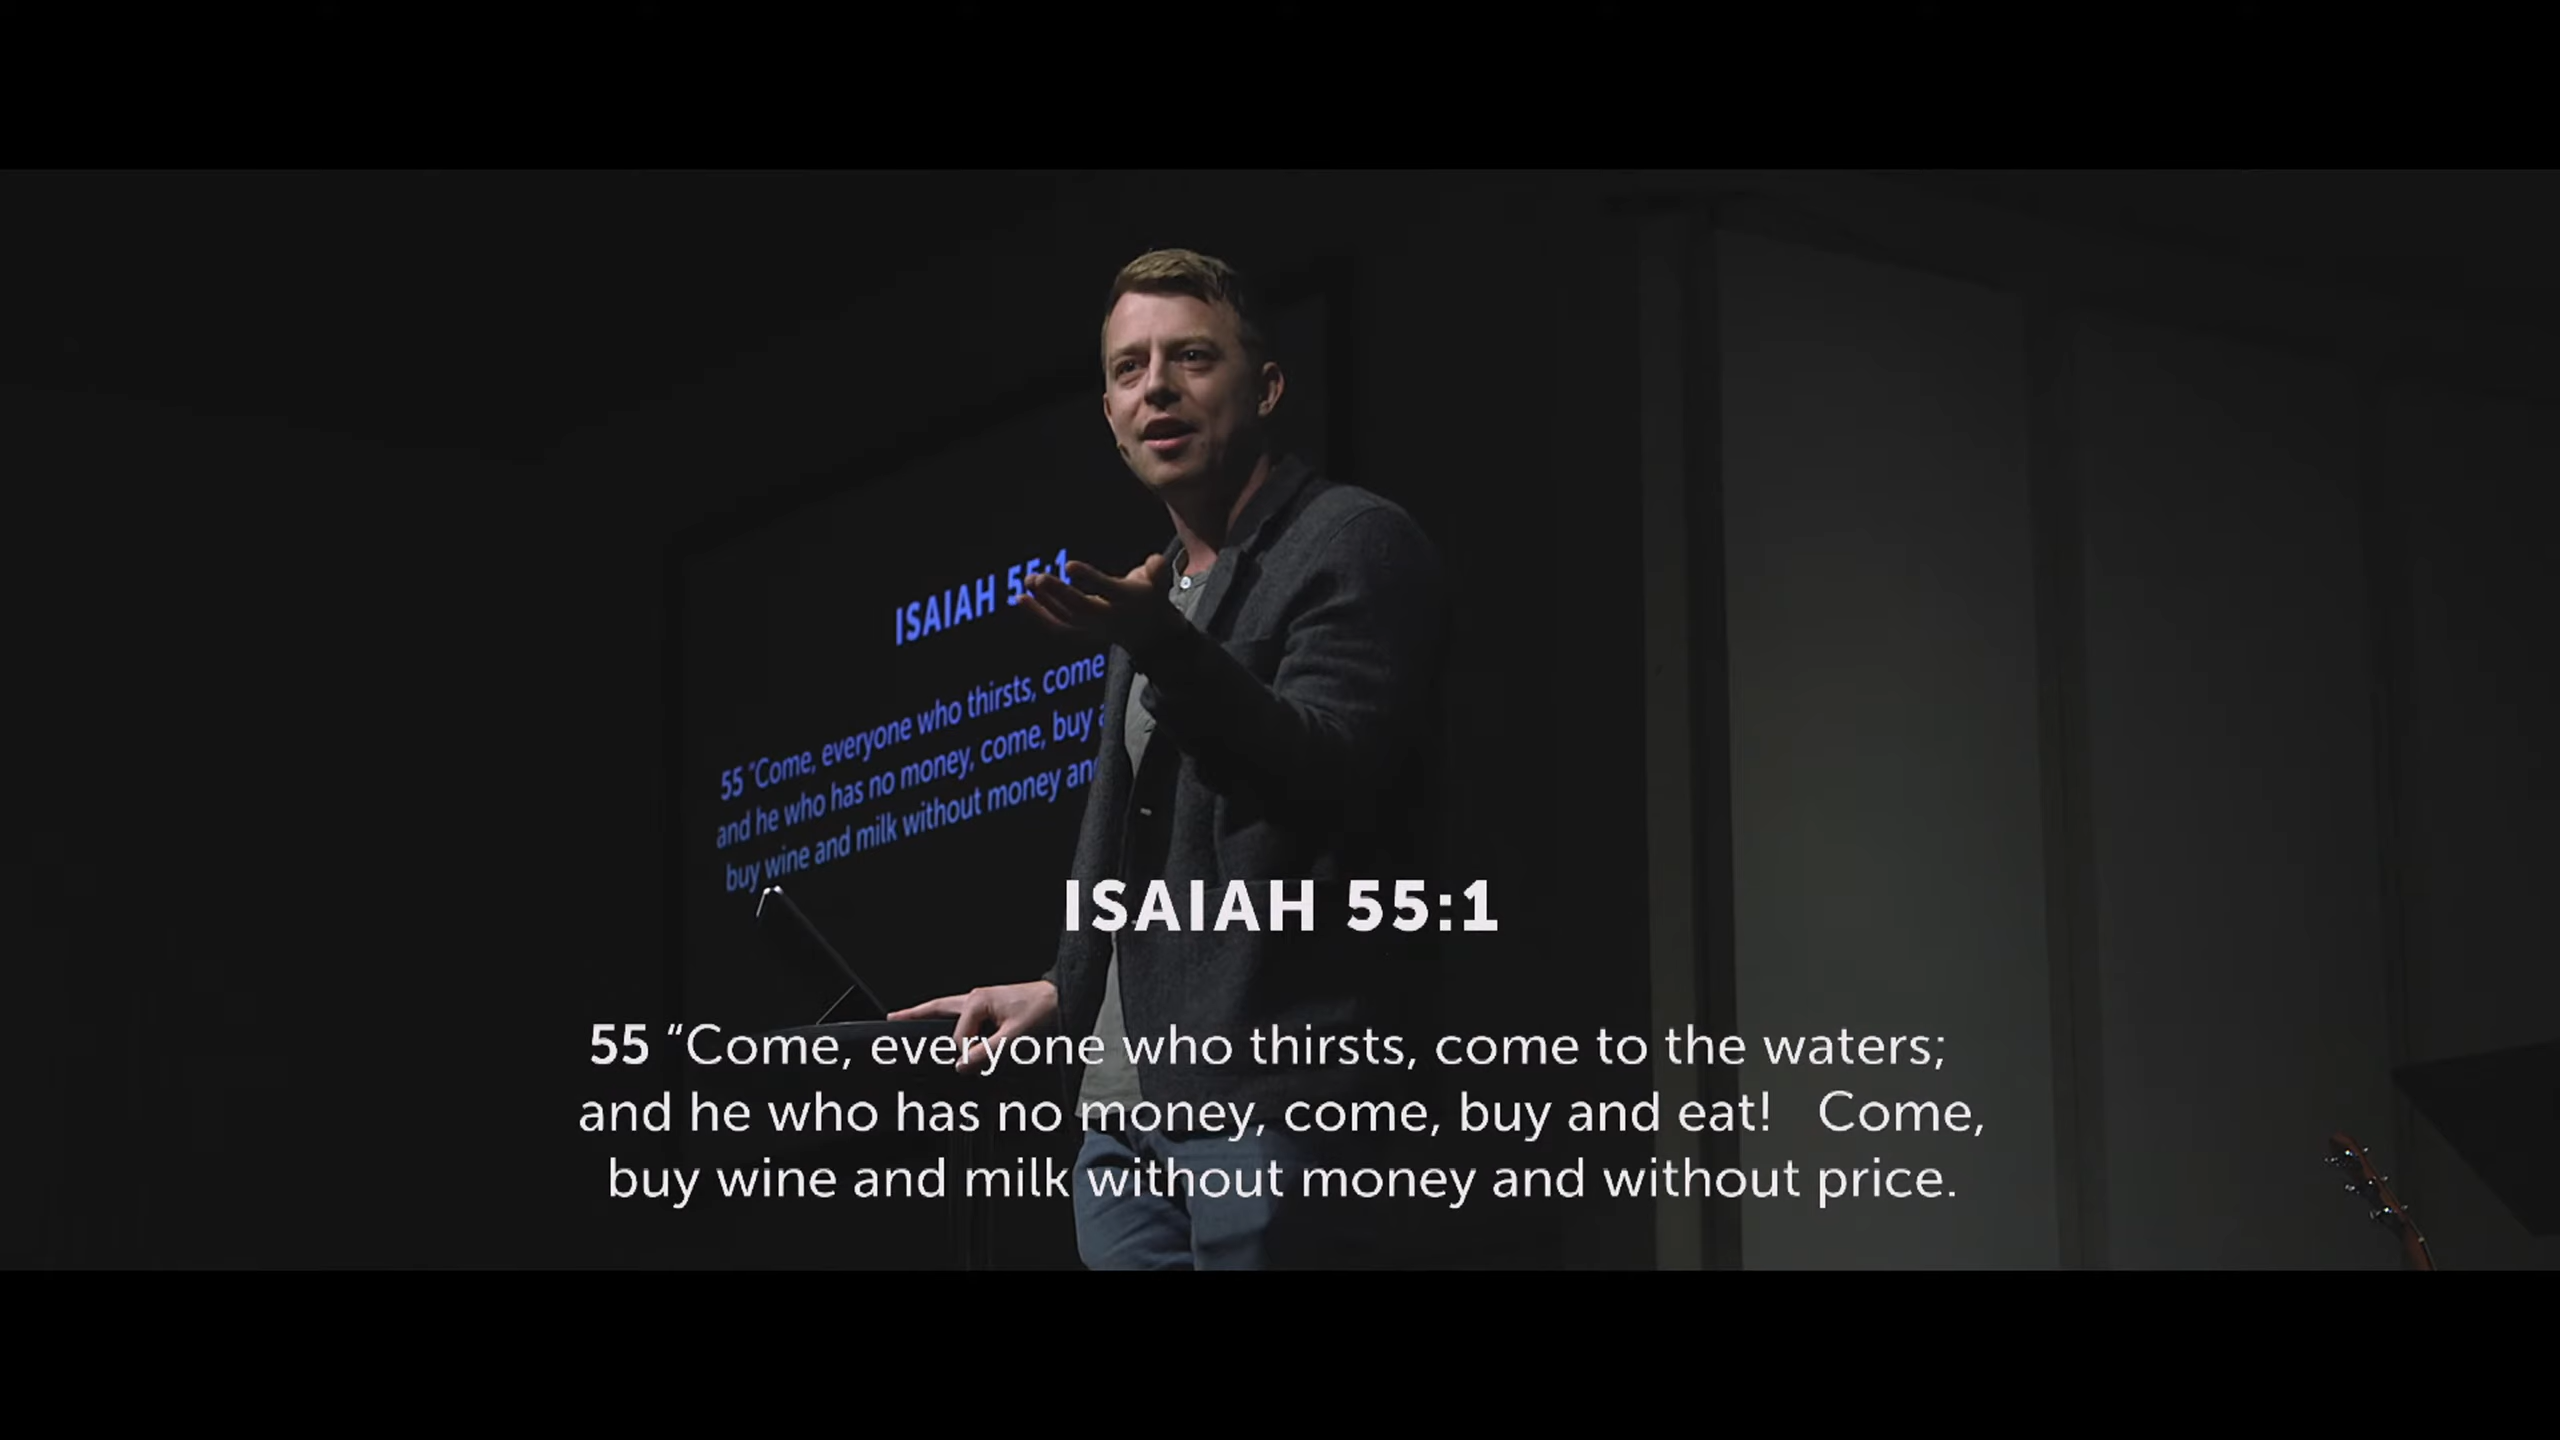 ISAIAH 55:1
55 “Come, everyone who thirsts, come
and he who has no money, come, buy
buy wine and milk without money and
ISAIAH 55:1
55 “Come, everyone who thirsts, come to the waters;
and he who has no money, come, buy and eat! Come,
buy wine and milk without money and without price.